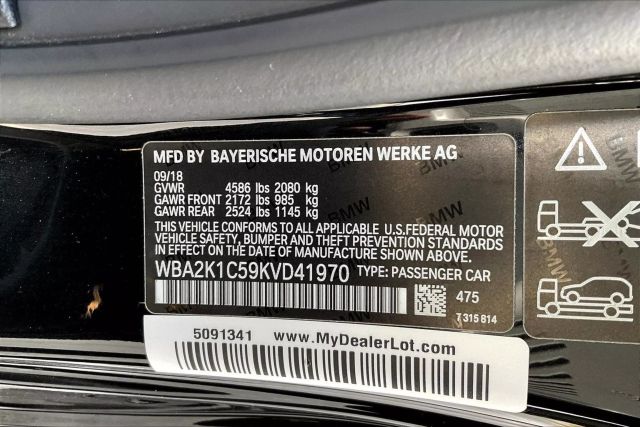 MFD BY BAYERISCHE MOTOREN WERKE AG
09/18
GVWR 4586 lbs 2080 kg
GAWR FRONT 2172 lbs 985 kg
GAWR REAR 2524 lbs 1145 kg
THIS VEHICLE CONFORMS TO ALL APPLICABLE U.S.FEDERAL MOTOR
VEHICLE SAFETY, BUMPER AND THEFT PREVENTION STANDARDS
IN EFFECT ON THE DATE OF MANUFACTURE SHOWN ABOVE.
WBA2K1C59KVD41970 TYPE: PASSENGER CAR
475
7 315 814
5091341 www.MyDealerLot.com